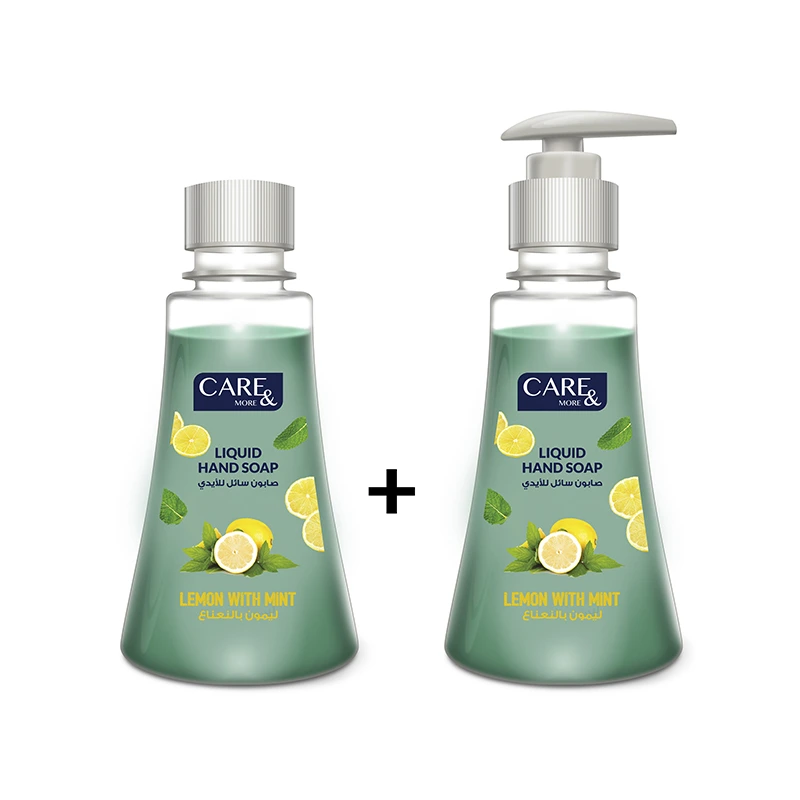 CARE &
MORE
LIQUID
HAND SOAP
صابون سائل للأيدي
LEMON WITH MINT
ليمون بالنعناع
+
CARE &
MORE
LIQUID
HAND SOAP
صابون سائل للأيدي
LEMON WITH MINT
ليمون بالنعناع